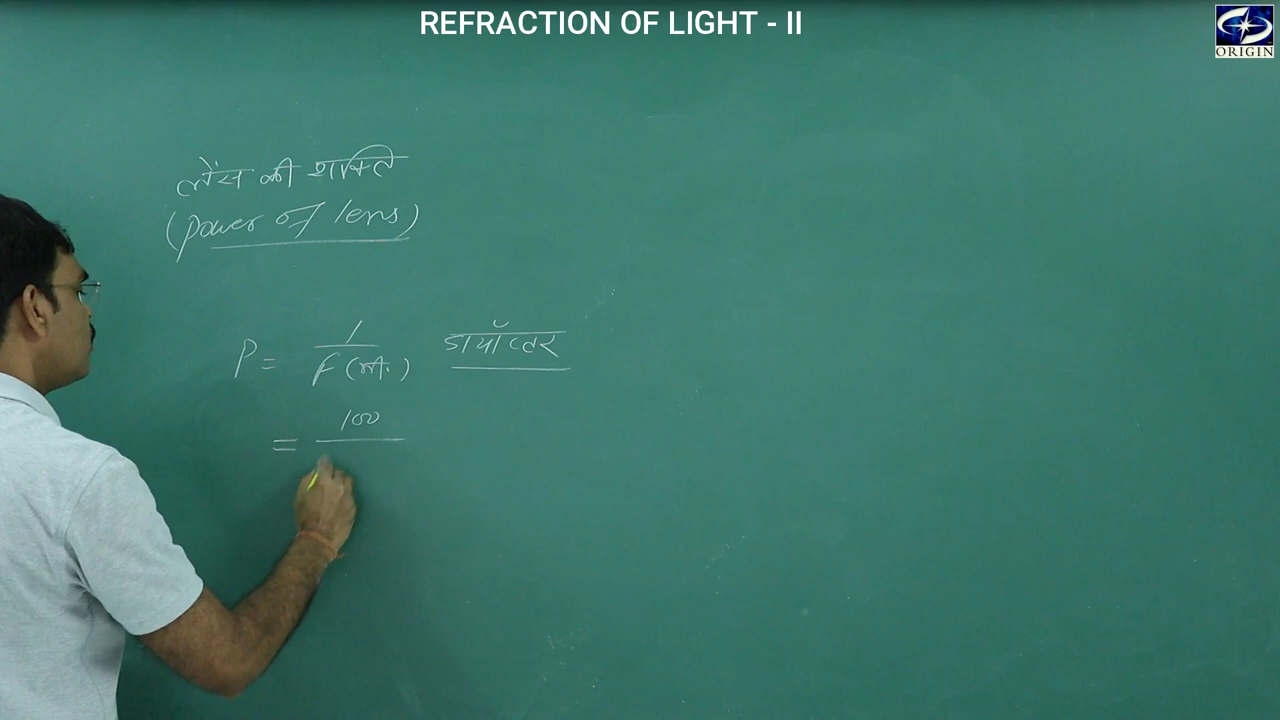 REFRACTION OF LIGHT - II
ORIGIN
लेंस की शक्ति
(Power of lens)
P = 1 / F (मी.) डायॉप्टर
= 100